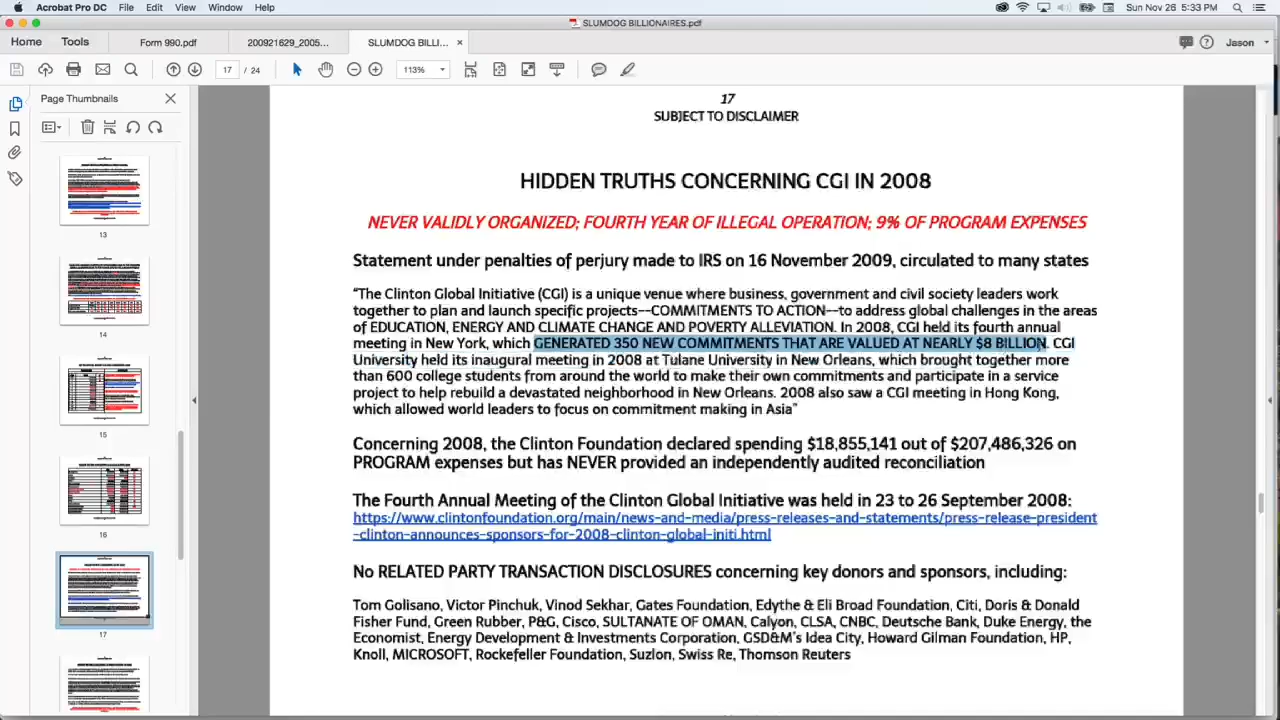 Acrobat Pro DC File Edit View Window Help Sun Nov 26 5:33 PM
SLUMDOG BILLIONAIRES.pdf
Home Tools Form 990.pdf 200921629_2005... SLUMDOG BILLI... × Jason
17 / 24 113%
Page Thumbnails
13
14
15
16
17
17
SUBJECT TO DISCLAIMER
HIDDEN TRUTHS CONCERNING CGI IN 2008
NEVER VALIDLY ORGANIZED; FOURTH YEAR OF ILLEGAL OPERATION; 9% OF PROGRAM EXPENSES
Statement under penalties of perjury made to IRS on 16 November 2009, circulated to many states
“The Clinton Global Initiative (CGI) is a unique venue where business, government and civil society leaders work
together to plan and launch specific projects--COMMITMENTS TO ACTION--to address global challenges in the areas
of EDUCATION, ENERGY AND CLIMATE CHANGE AND POVERTY ALLEVIATION. In 2008, CGI held its fourth annual
meeting in New York, which GENERATED 350 NEW COMMITMENTS THAT ARE VALUED AT NEARLY $8 BILLION. CGI
University held its inaugural meeting in 2008 at Tulane University in New Orleans, which brought together more
than 600 college students from around the world to make their own commitments and participate in a service
project to help rebuild a devastated neighborhood in New Orleans. 2008 also saw a CGI meeting in Hong Kong,
which allowed world leaders to focus on commitment making in Asia”
Concerning 2008, the Clinton Foundation declared spending $18,855,141 out of $207,486,326 on
PROGRAM expenses but has NEVER provided an independently audited reconciliation
The Fourth Annual Meeting of the Clinton Global Initiative was held in 23 to 26 September 2008:
https://www.clintonfoundation.org/main/news-and-media/press-releases-and-statements/press-release-president
-clinton-announces-sponsors-for-2008-clinton-global-initi.html
No RELATED PARTY TRANSACTION DISCLOSURES concerning key donors and sponsors, including:
Tom Golisano, Victor Pinchuk, Vinod Sekhar, Gates Foundation, Edythe & Eli Broad Foundation, Citi, Doris & Donald
Fisher Fund, Green Rubber, P&G, Cisco, SULTANATE OF OMAN, Calyon, CLSA, CNBC, Deutsche Bank, Duke Energy, the
Economist, Energy Development & Investments Corporation, GSD&M's Idea City, Howard Gilman Foundation, HP,
Knoll, MICROSOFT, Rockefeller Foundation, Suzlon, Swiss Re, Thomson Reuters